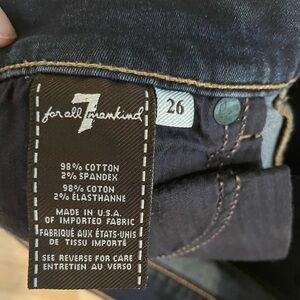 7
for all mankind
26
98% COTTON
2% SPANDEX
98% COTON
2% ÉLASTHANNE
MADE IN U.S.A.
OF IMPORTED FABRIC
FABRIQUÉ AUX ÉTATS-UNIS
DE TISSU IMPORTÉ
SEE REVERSE FOR CARE
ENTRETIEN AU VERSO